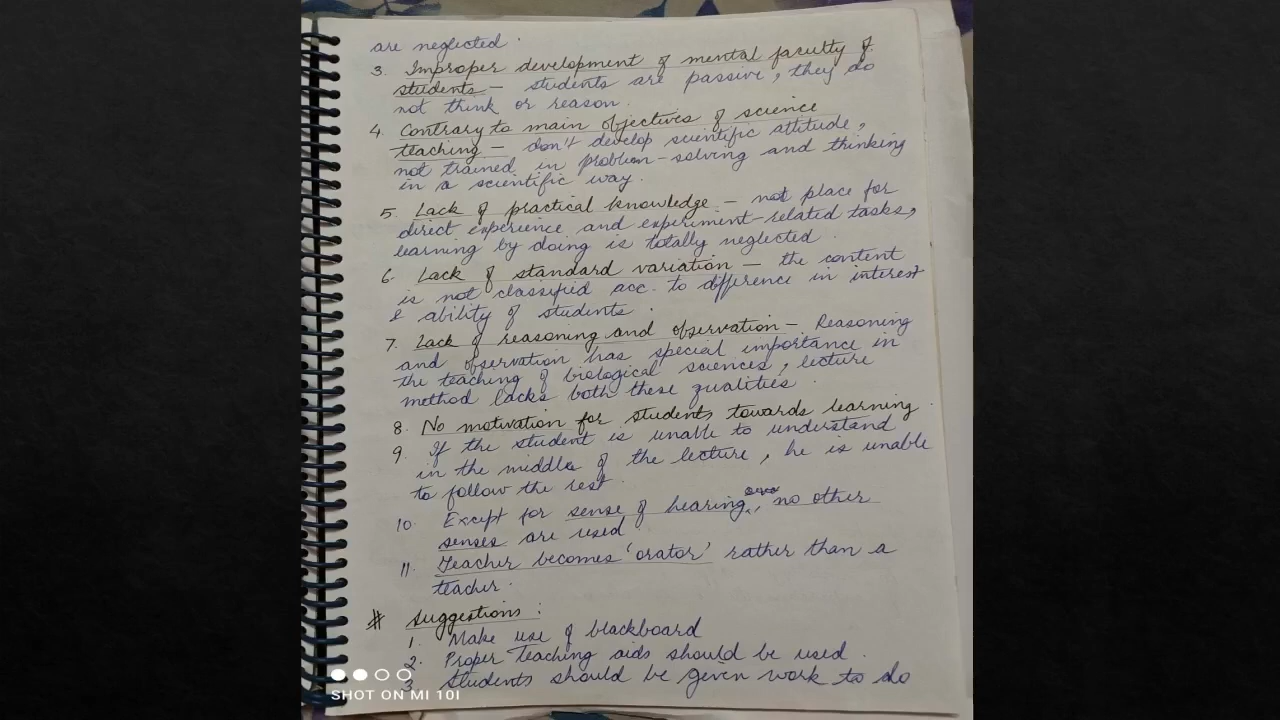 are neglected.
3. Improper development of mental faculty of
students – students are passive, they do
not think or reason.
4. Contrary to main objectives of science
teaching – don't develop scientific attitude,
not trained in problem-solving and thinking
in a scientific way.
5. Lack of practical knowledge – not place for
direct experience and experiment-related tasks,
learning by doing is totally neglected.
6. Lack of standard variation – the content
is not classified acc. to difference in interest
& ability of students.
7. Lack of reasoning and observation – Reasoning
and observation has special importance in
the teaching of biological sciences, lecture
method lacks both these qualities.
8. No motivation for students towards learning.
9. If the student is unable to understand
in the middle of the lecture, he is unable
to follow the rest.
10. Except for sense of hearing, no other
senses are used
11. Teacher becomes 'orator' rather than a
teacher.
# Suggestions:
1. Make use of blackboard
2. Proper Teaching aids should be used.
3. Students should be given work to do
SHOT ON MI 10I